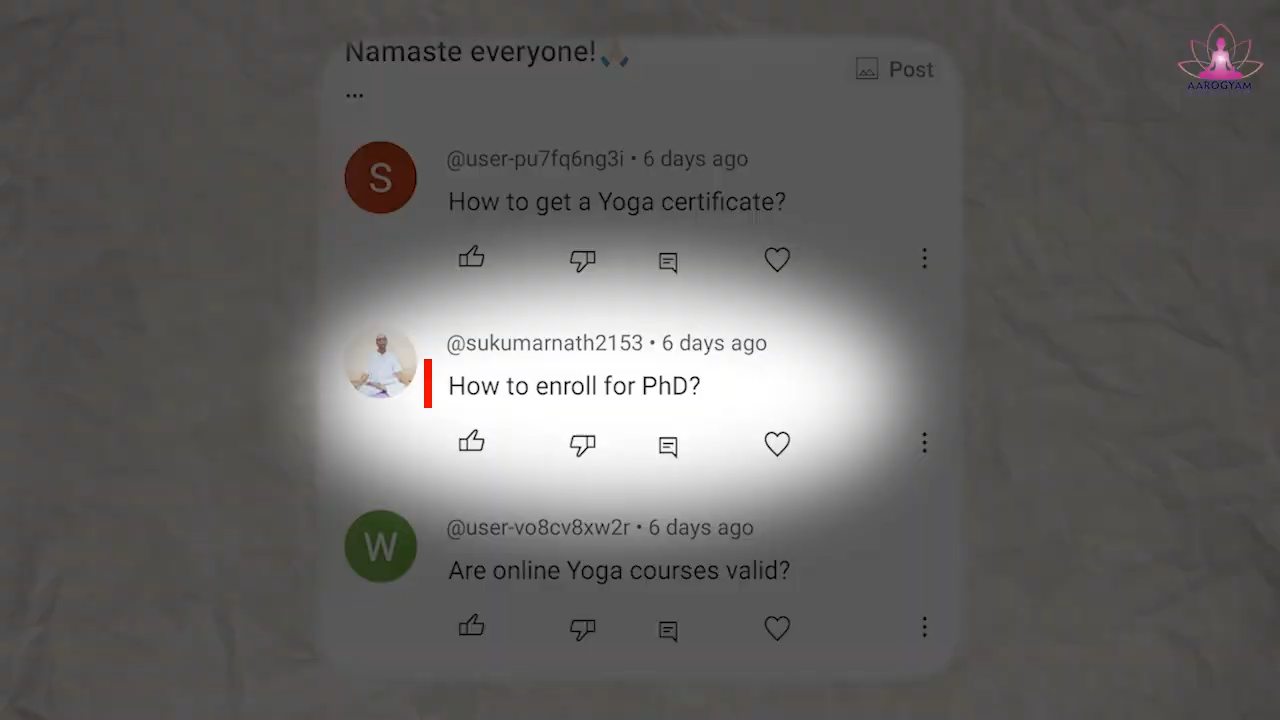 Namaste everyone!🙏🏻
Post
...
@user-pu7fq6ng3i • 6 days ago
S
How to get a Yoga certificate?
@sukumarnath2153 • 6 days ago
How to enroll for PhD?
@user-vo8cv8xw2r • 6 days ago
W
Are online Yoga courses valid?
AAROGYAM